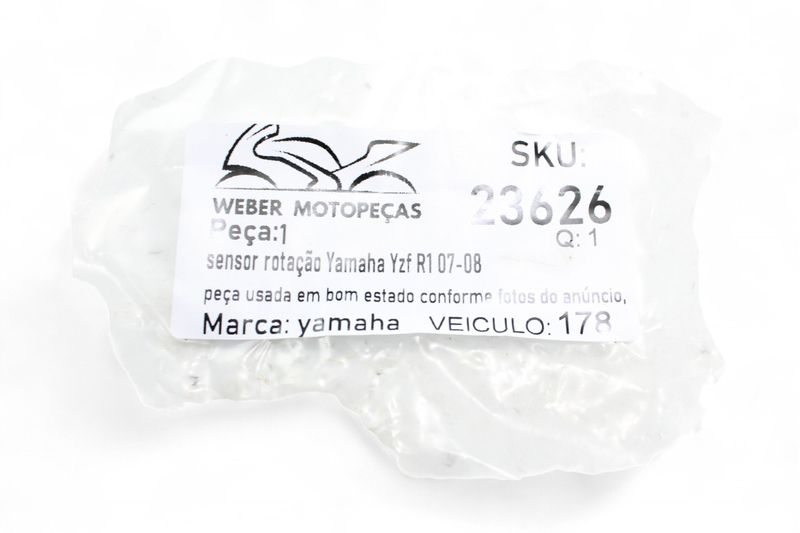 WEBER MOTOPEÇAS
SKU:
23626
Q: 1
Peça:1
sensor rotação Yamaha Yzf R1 07-08
peça usada em bom estado conforme fotos do anúncio,
Marca: yamaha VEICULO: 178